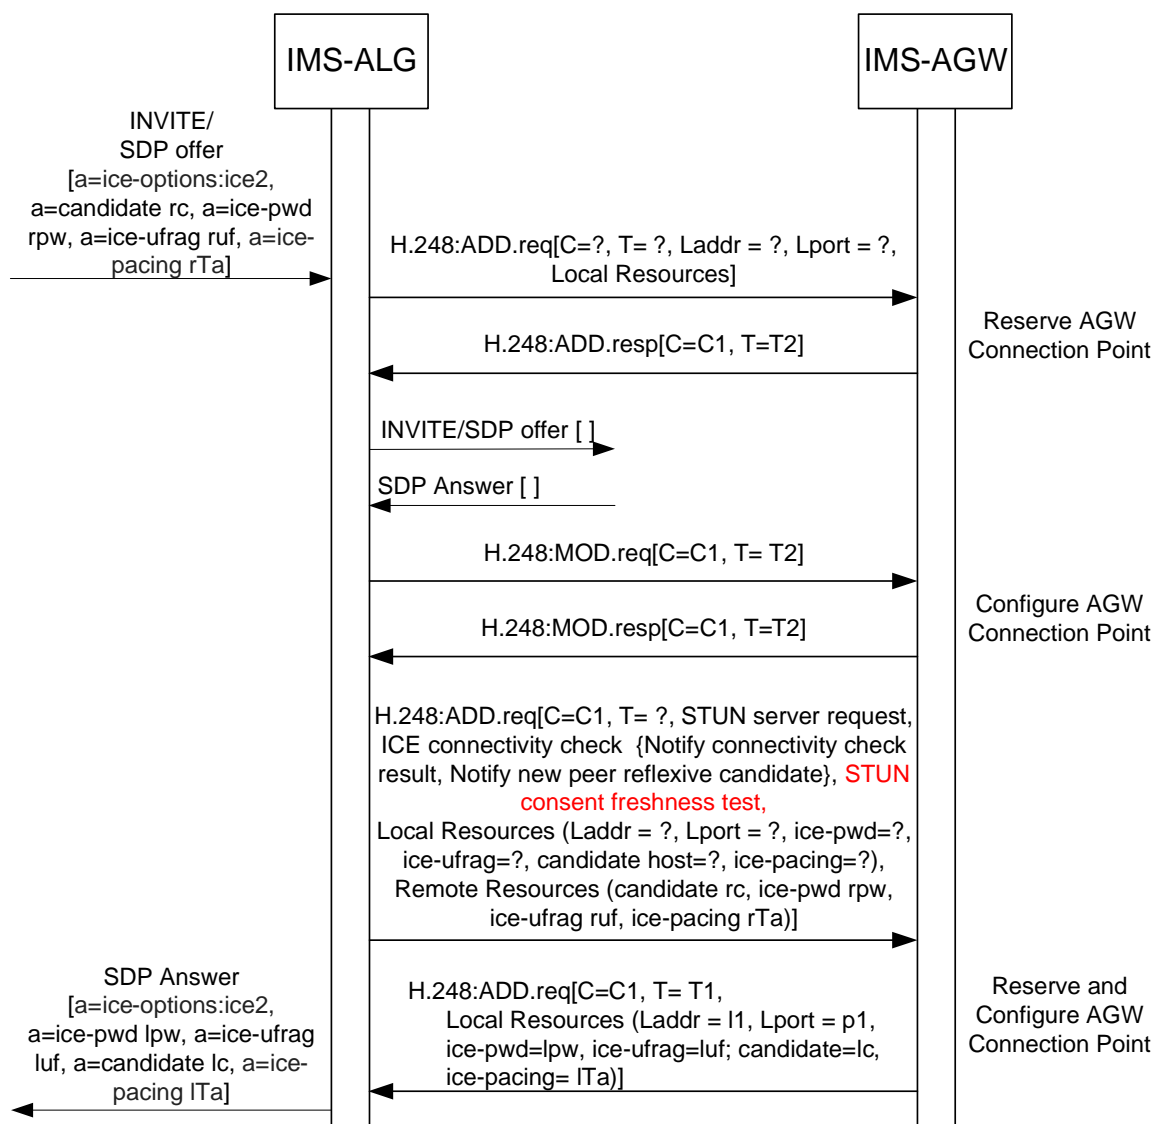 IMS-ALG
IMS-AGW
INVITE/
SDP offer
[a=ice-options:ice2,
a=candidate rc, a=ice-pwd
rpw, a=ice-ufrag ruf, a=ice-
pacing rTa]
H.248:ADD.req[C=?, T= ?, Laddr = ?, Lport = ?,
Local Resources]
Reserve AGW
Connection Point
H.248:ADD.resp[C=C1, T=T2]
INVITE/SDP offer [ ]
SDP Answer [ ]
H.248:MOD.req[C=C1, T= T2]
Configure AGW
Connection Point
H.248:MOD.resp[C=C1, T=T2]
H.248:ADD.req[C=C1, T= ?, STUN server request,
ICE connectivity check {Notify connectivity check
result, Notify new peer reflexive candidate}, STUN
consent freshness test,
Local Resources (Laddr = ?, Lport = ?, ice-pwd=?,
ice-ufrag=?, candidate host=?, ice-pacing=?),
Remote Resources (candidate rc, ice-pwd rpw,
ice-ufrag ruf, ice-pacing rTa)]
SDP Answer
[a=ice-options:ice2,
a=ice-pwd lpw, a=ice-ufrag
luf, a=candidate lc, a=ice-
pacing lTa]
H.248:ADD.req[C=C1, T= T1,
Local Resources (Laddr = l1, Lport = p1,
ice-pwd=lpw, ice-ufrag=luf; candidate=lc,
ice-pacing= lTa)]
Reserve and
Configure AGW
Connection Point